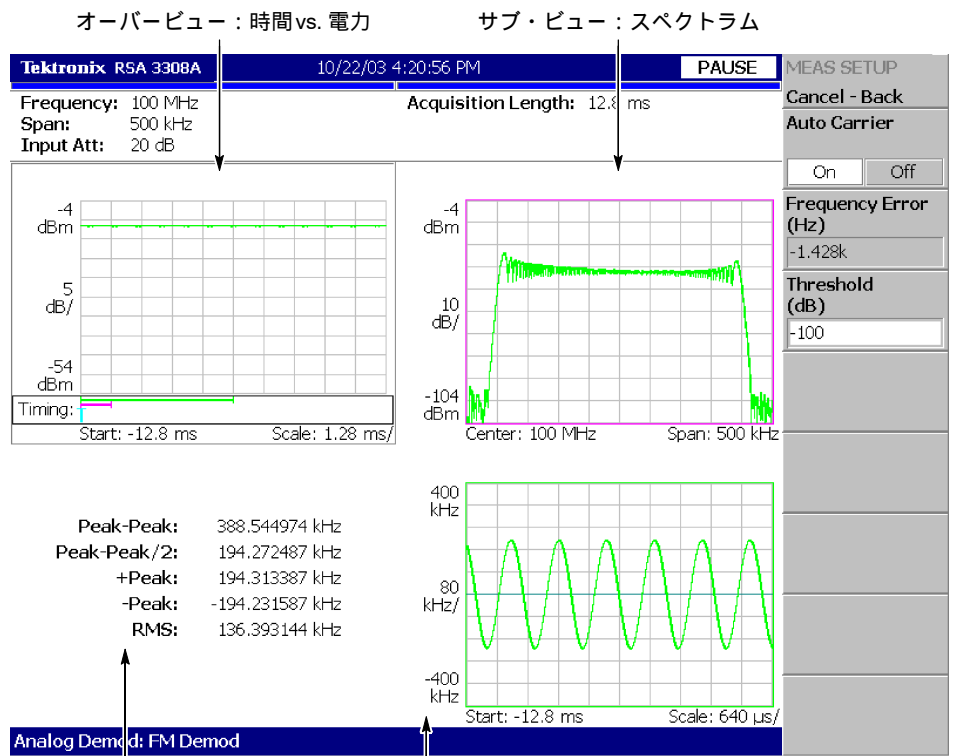 オーバービュー：時間vs. 電力
サブ・ビュー：スペクトラム
Tektronix RSA 3308A
10/22/03 4:20:56 PM
PAUSE
MEAS SETUP
Frequency: 100 MHz
Acquisition Length: 12.8 ms
Span: 500 kHz
Input Att: 20 dB
Cancel - Back
Auto Carrier
On
Off
Frequency Error
(Hz)
-1.428k
Threshold
(dB)
-100
-4
dBm
5
dB/
-54
dBm
Timing:
T
Start: -12.8 ms
Scale: 1.28 ms/
-4
dBm
10
dB/
-104
dBm
Center: 100 MHz
Span: 500 kHz
Peak-Peak: 388.544974 kHz
Peak-Peak/2: 194.272487 kHz
+Peak: 194.313387 kHz
-Peak: -194.231587 kHz
RMS: 136.393144 kHz
400
kHz
80
kHz/
-400
kHz
Start: -12.8 ms
Scale: 640 µs/
Analog Demod: FM Demod